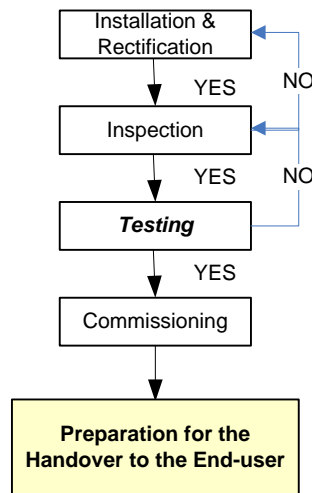 Installation &
Rectification
YES
NO
Inspection
YES
NO
Testing
YES
Commissioning
Preparation for the
Handover to the End-user